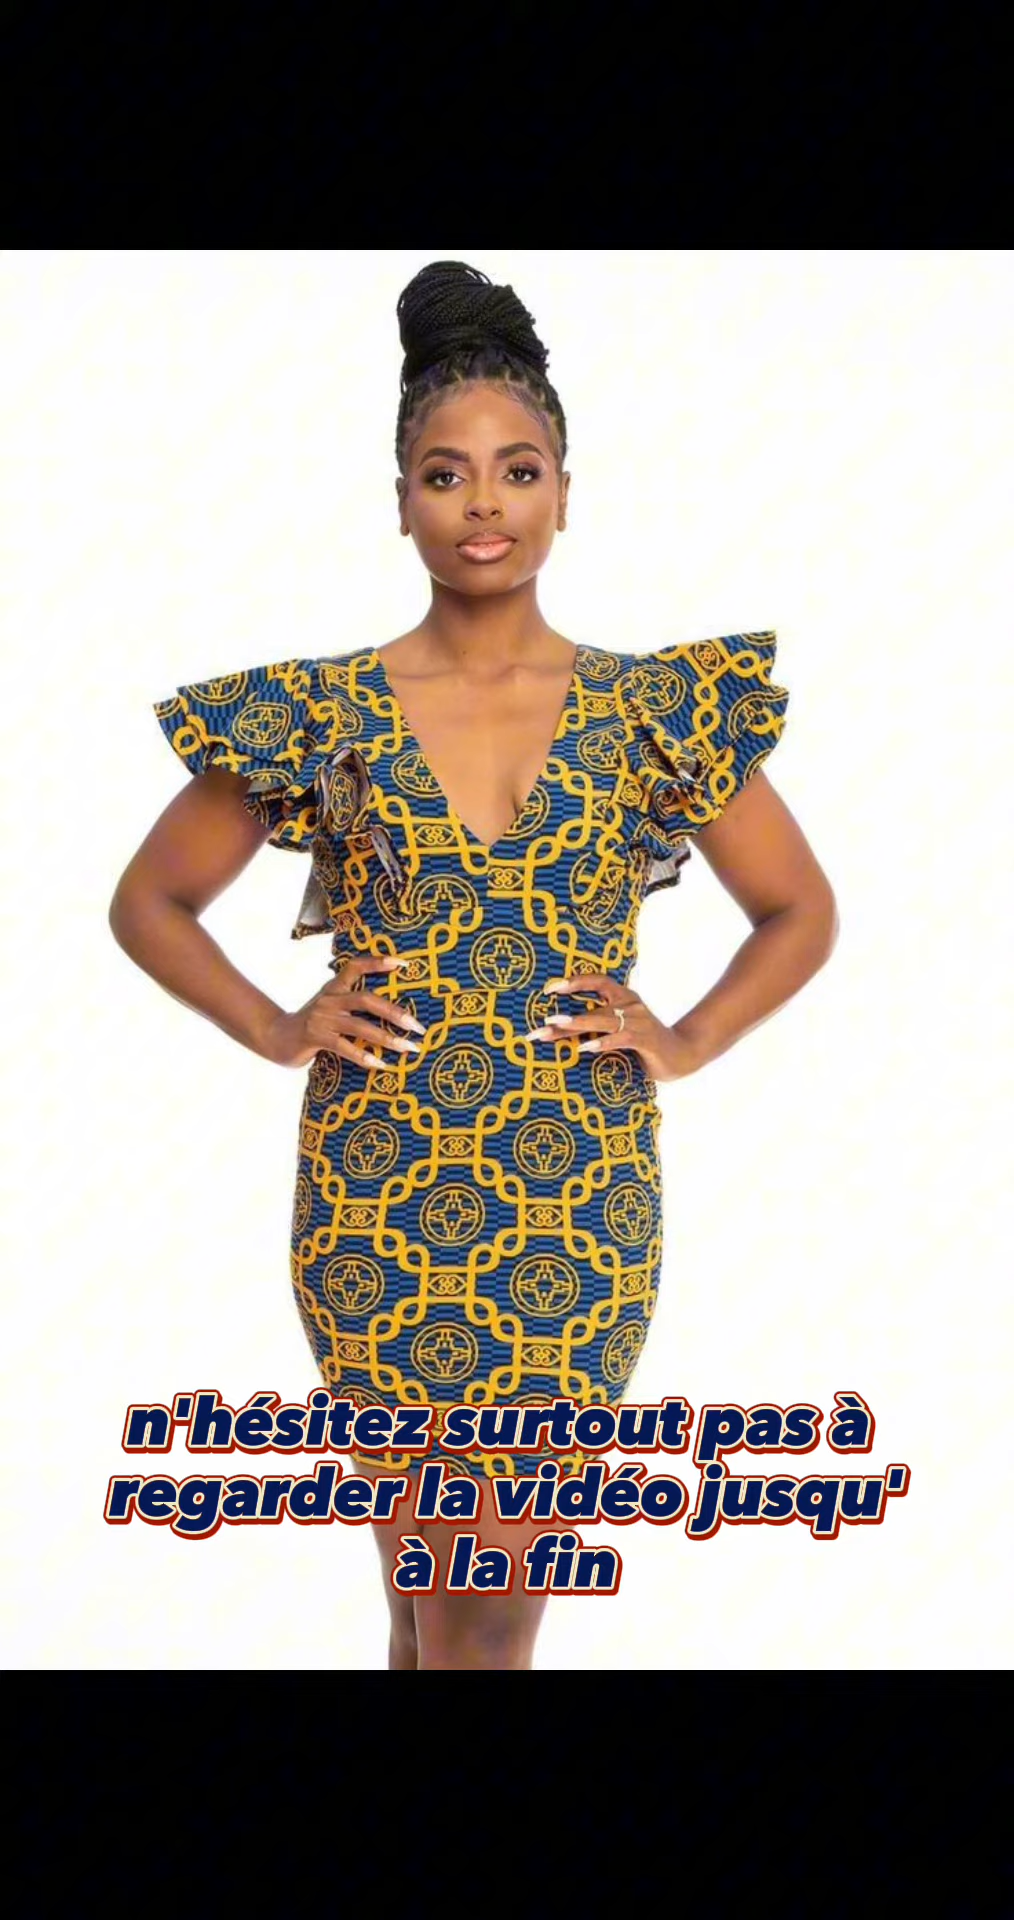 n'hésitez surtout pas à
regarder la vidéo jusqu'
à la fin